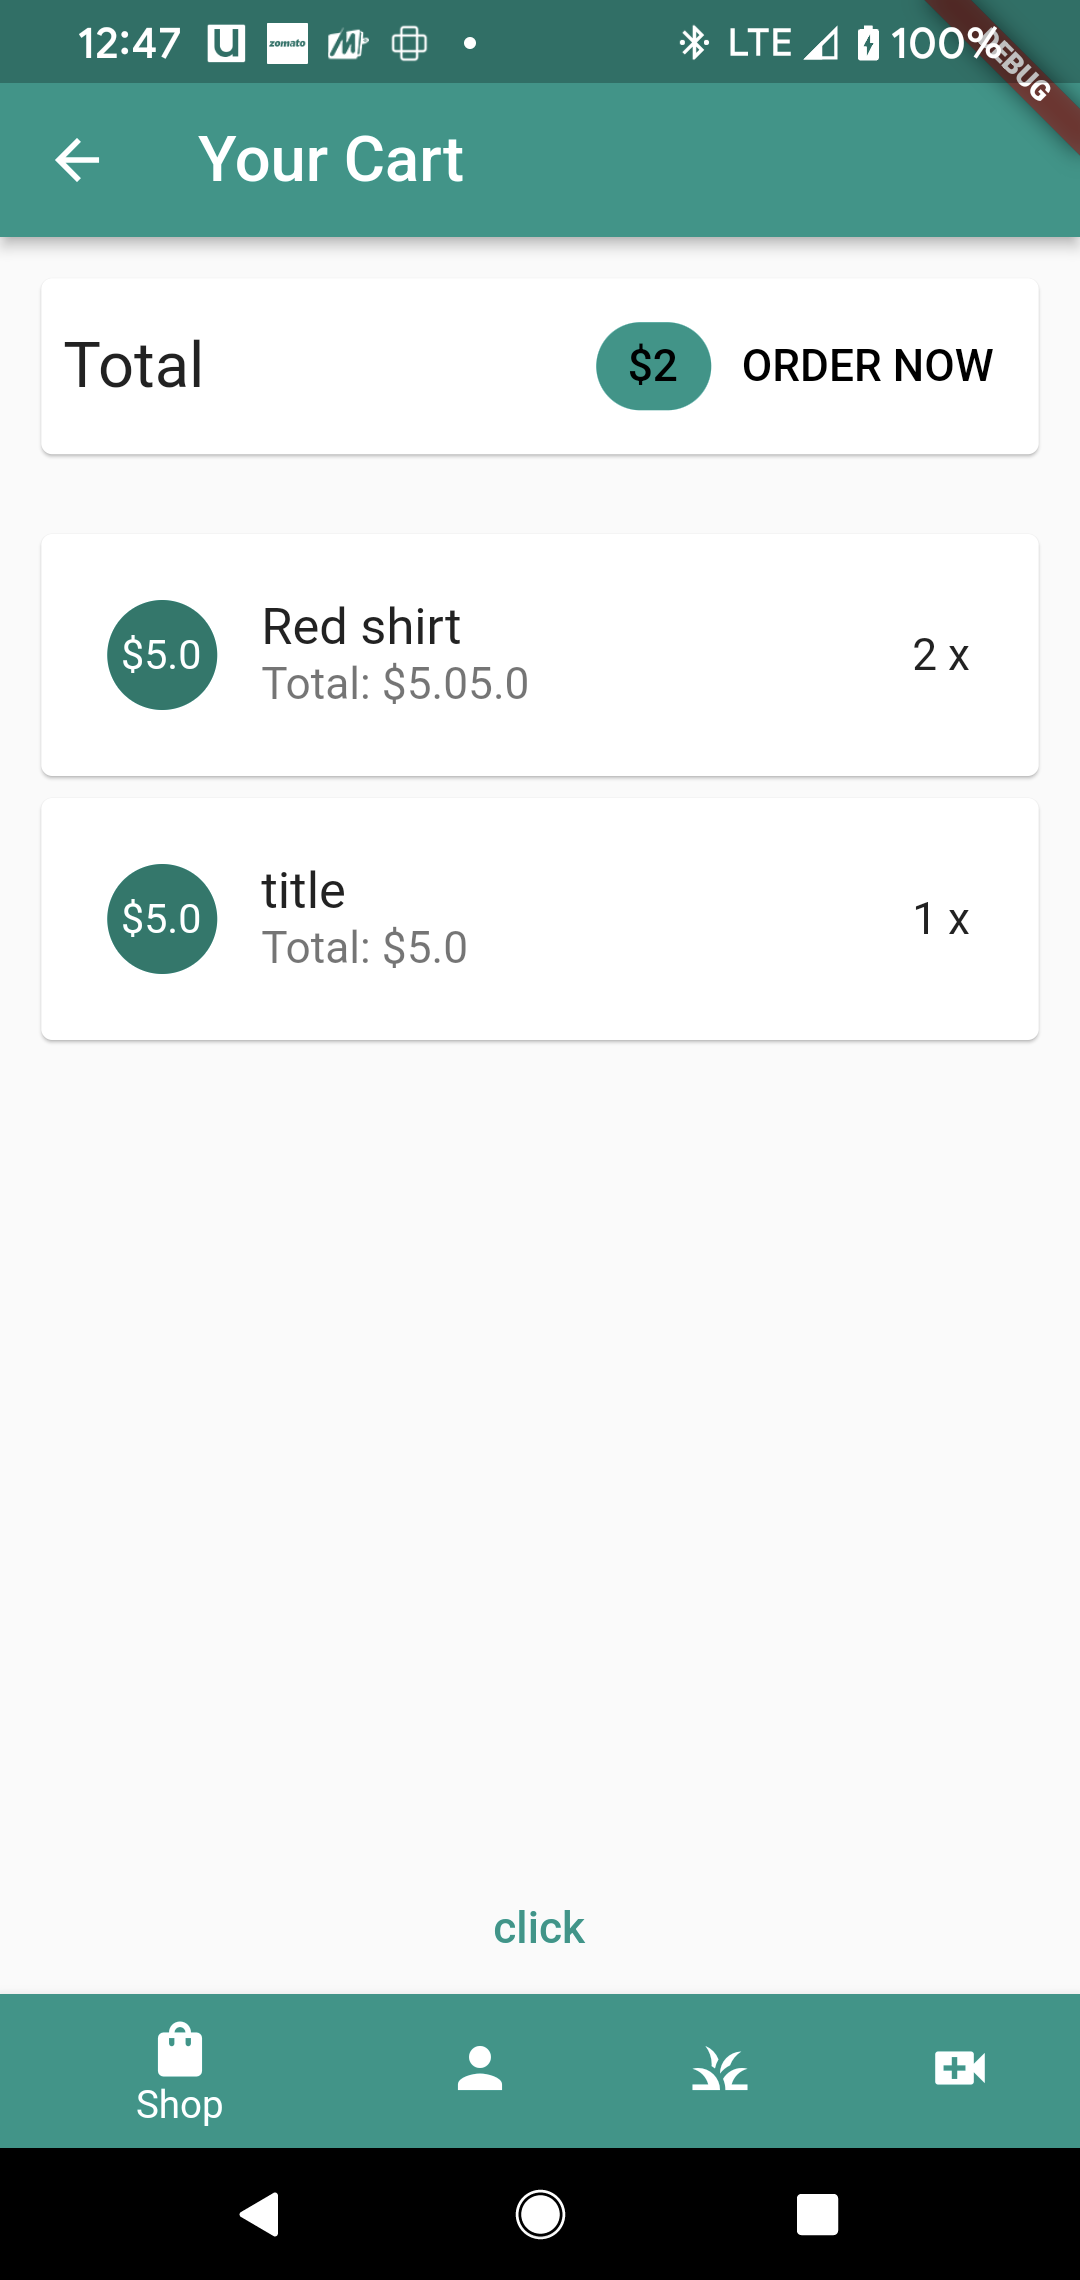 12:47 U zomato M LTE 100%
DEBUG
Your Cart
Total $2 ORDER NOW
$5.0 Red shirt 2 x
Total: $5.05.0
$5.0 title 1 x
Total: $5.0
click
Shop